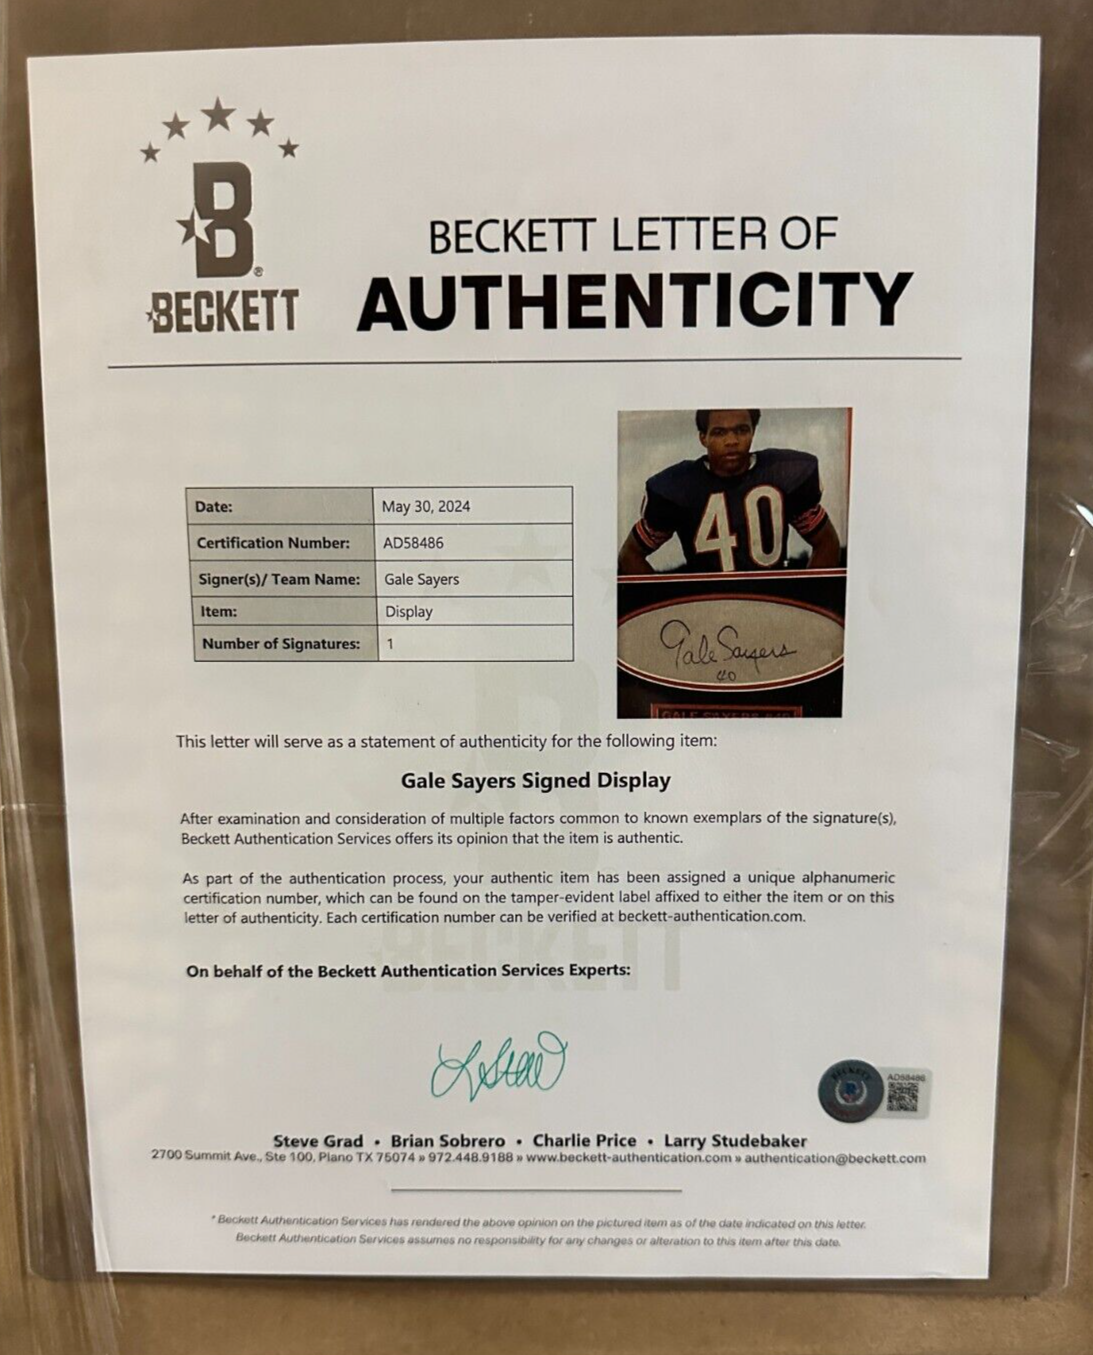 BECKETT
BECKETT LETTER OF
AUTHENTICITY
Date: May 30, 2024
Certification Number: AD58486
Signer(s)/ Team Name: Gale Sayers
Item: Display
Number of Signatures: 1
40
0
Gale Sayers
40
GALE SAYERS
This letter will serve as a statement of authenticity for the following item:
Gale Sayers Signed Display
After examination and consideration of multiple factors common to known exemplars of the signature(s),
Beckett Authentication Services offers its opinion that the item is authentic.
As part of the authentication process, your authentic item has been assigned a unique alphanumeric
certification number, which can be found on the tamper-evident label affixed to either the item or on this
letter of authenticity. Each certification number can be verified at beckett-authentication.com.
BECKETT
On behalf of the Beckett Authentication Services Experts:
BECKETT
AD58486
Steve Grad • Brian Sobrero • Charlie Price • Larry Studebaker
2700 Summit Ave., Ste 100, Plano TX 75074 » 972.448.9188 » www.beckett-authentication.com » authentication@beckett.com
* Beckett Authentication Services has rendered the above opinion on the pictured item as of the date indicated on this letter.
Beckett Authentication Services assumes no responsibility for any changes or alteration to this item after this date.